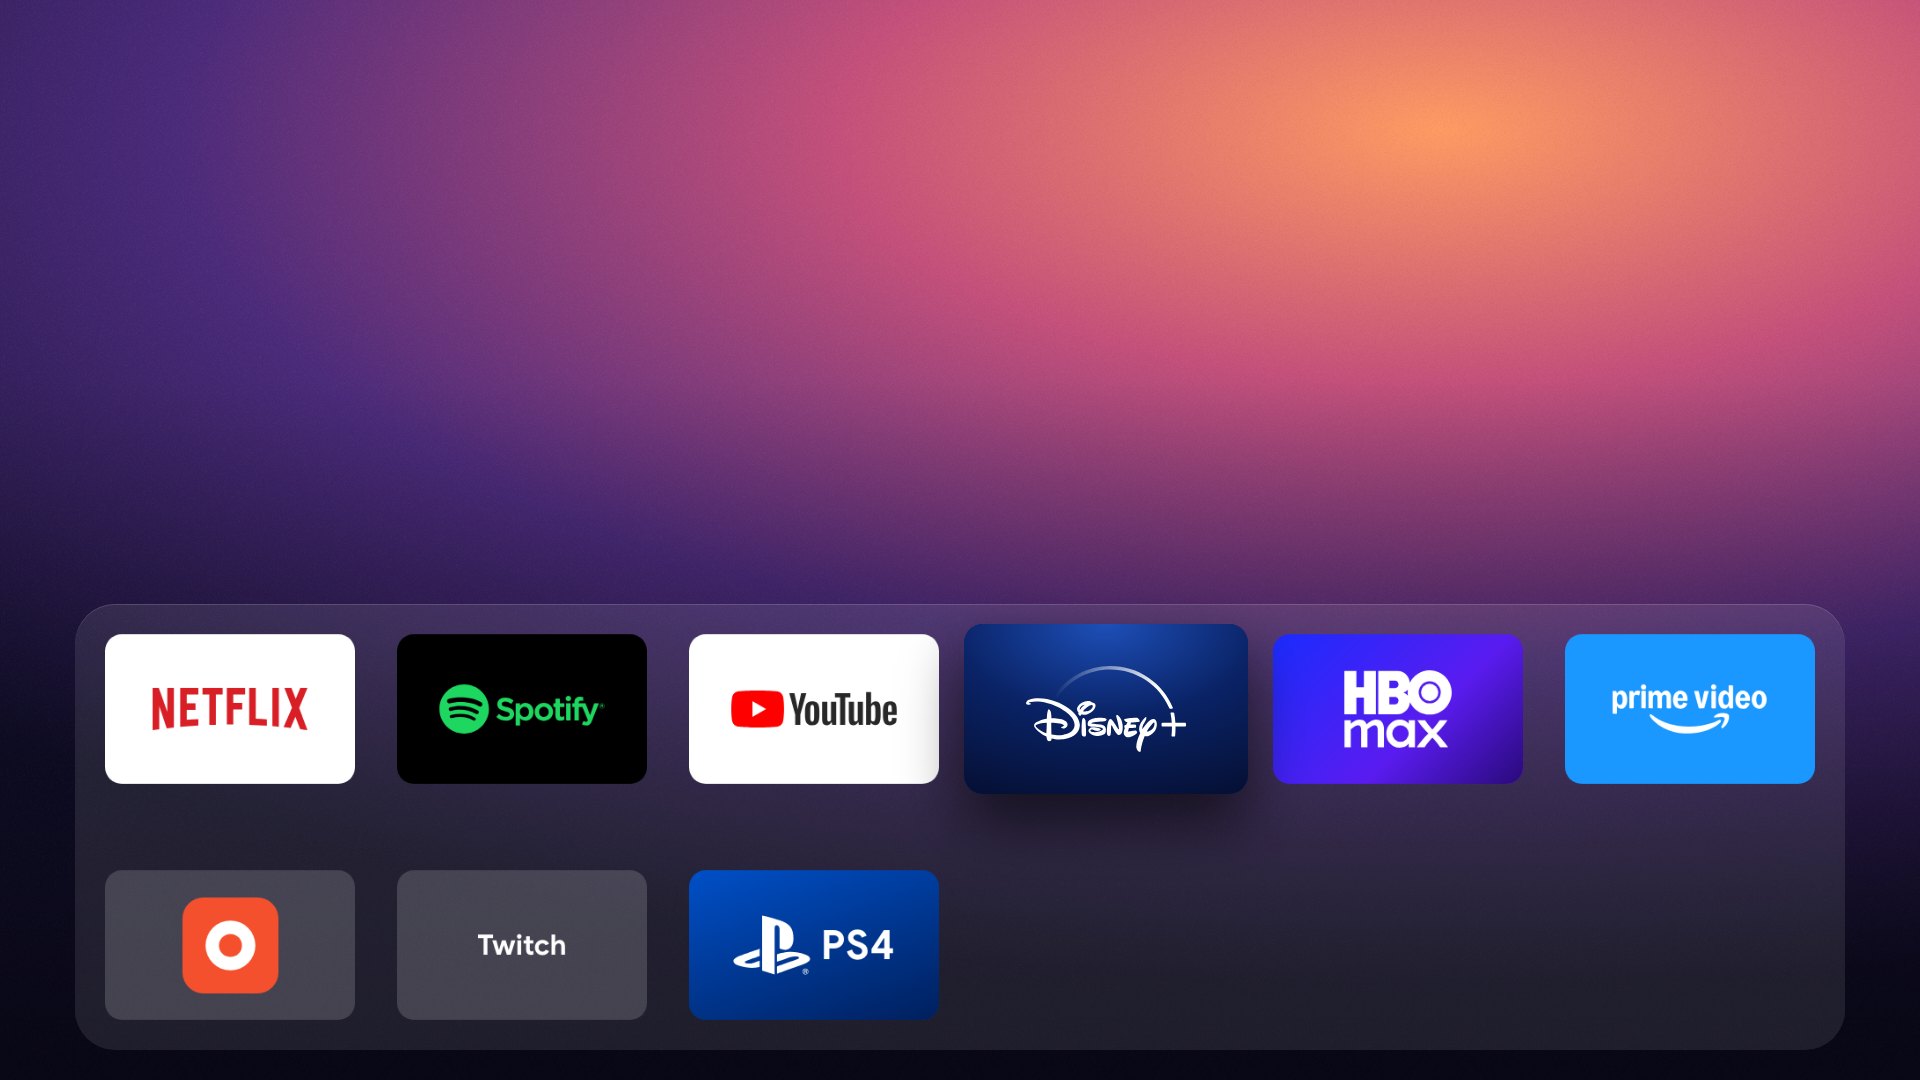 NETFLIX
Spotify
YouTube
Disney+
HBO
max
prime video
Twitch
PS4